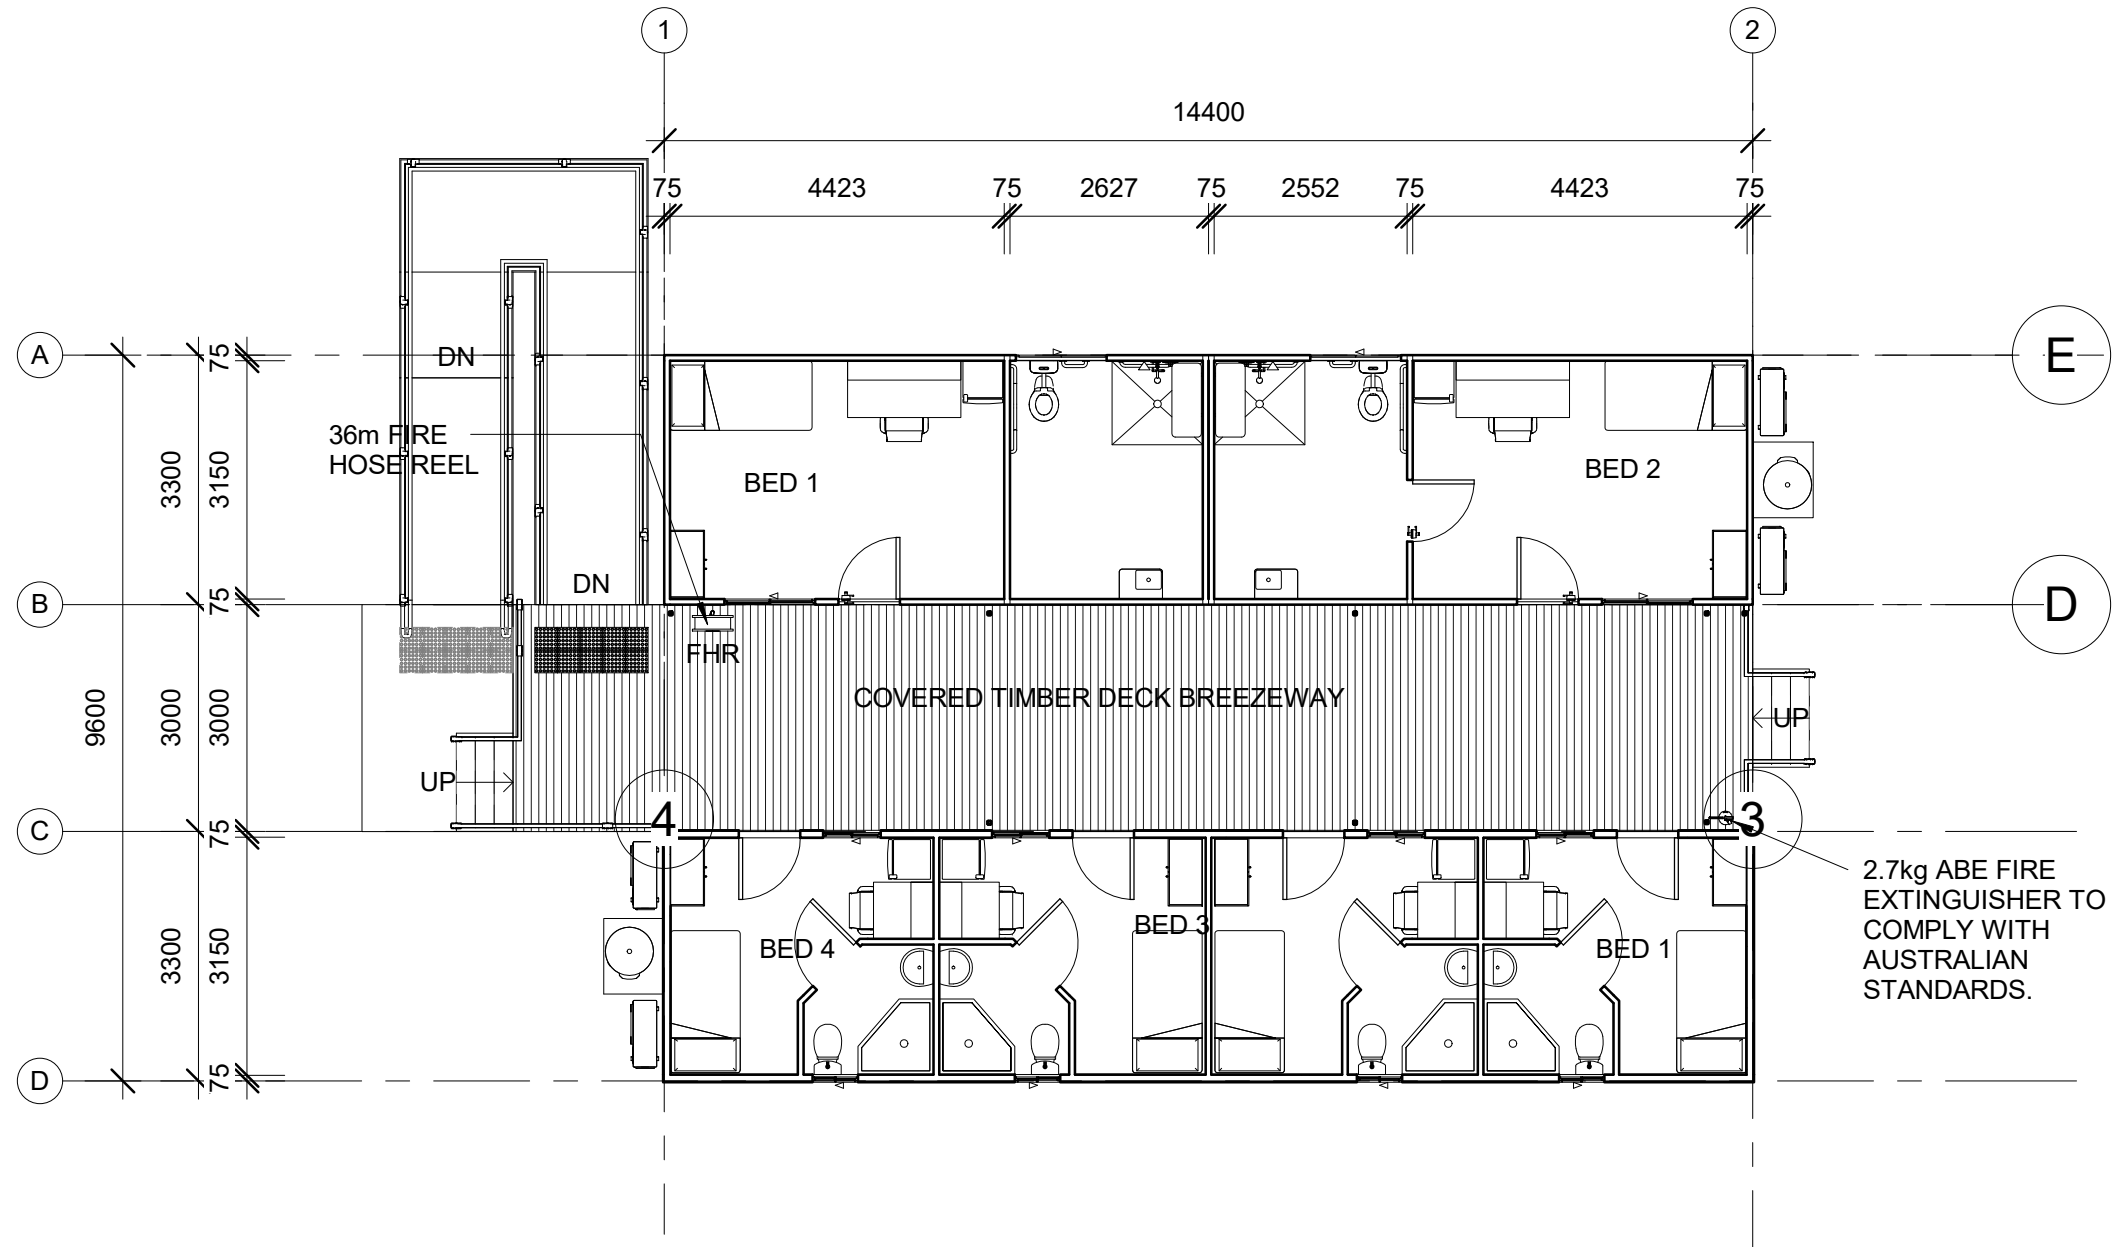 1
2
14400
75 4423 75 2627 75 2552 75 4423 75
A
E
75
DN
36m FIRE
HOSE REEL
3300
3150
BED 1
BED 2
B
75
DN
D
FHR
COVERED TIMBER DECK BREEZEWAY
9600
3000
3000
UP
UP
C
75
4
3
2.7kg ABE FIRE
EXTINGUISHER TO
COMPLY WITH
AUSTRALIAN
STANDARDS.
3300
3150
BED 4
BED 3
BED 1
D
75